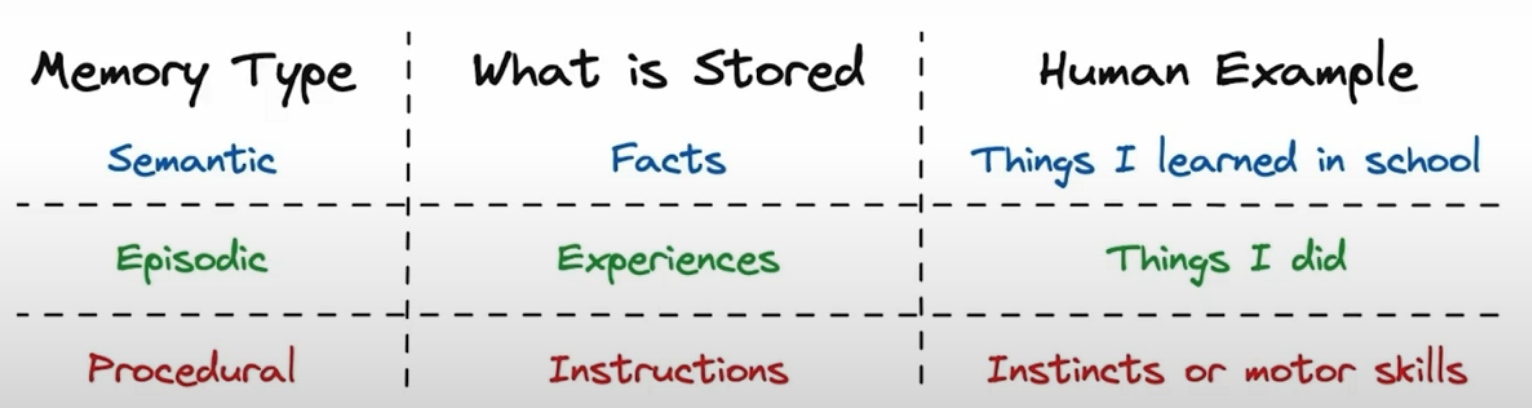 Memory Type What is Stored Human Example
Semantic Facts Things I learned in school
Episodic Experiences Things I did
Procedural Instructions Instincts or motor skills